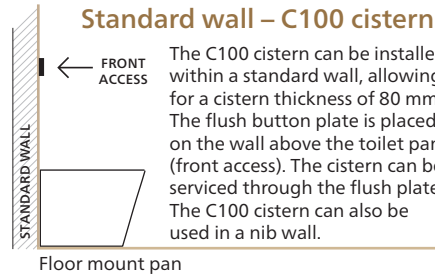 Standard wall – C100 cistern
FRONT
ACCESS
The C100 cistern can be installe
within a standard wall, allowing
for a cistern thickness of 80 mm
The flush button plate is placed
on the wall above the toilet pan
(front access). The cistern can be
serviced through the flush plate
The C100 cistern can also be
used in a nib wall.
STANDARD WALL
Floor mount pan